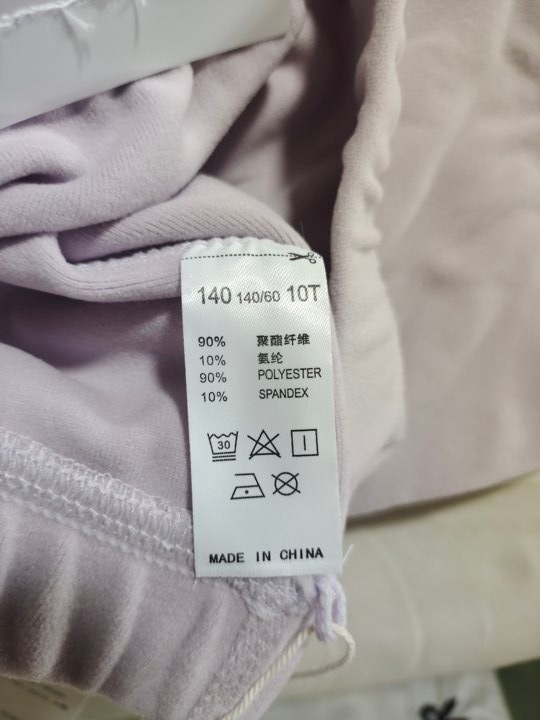 140 140/60 10T
90% 聚酯纤维
10% 氨纶
90% POLYESTER
10% SPANDEX
30
MADE IN CHINA